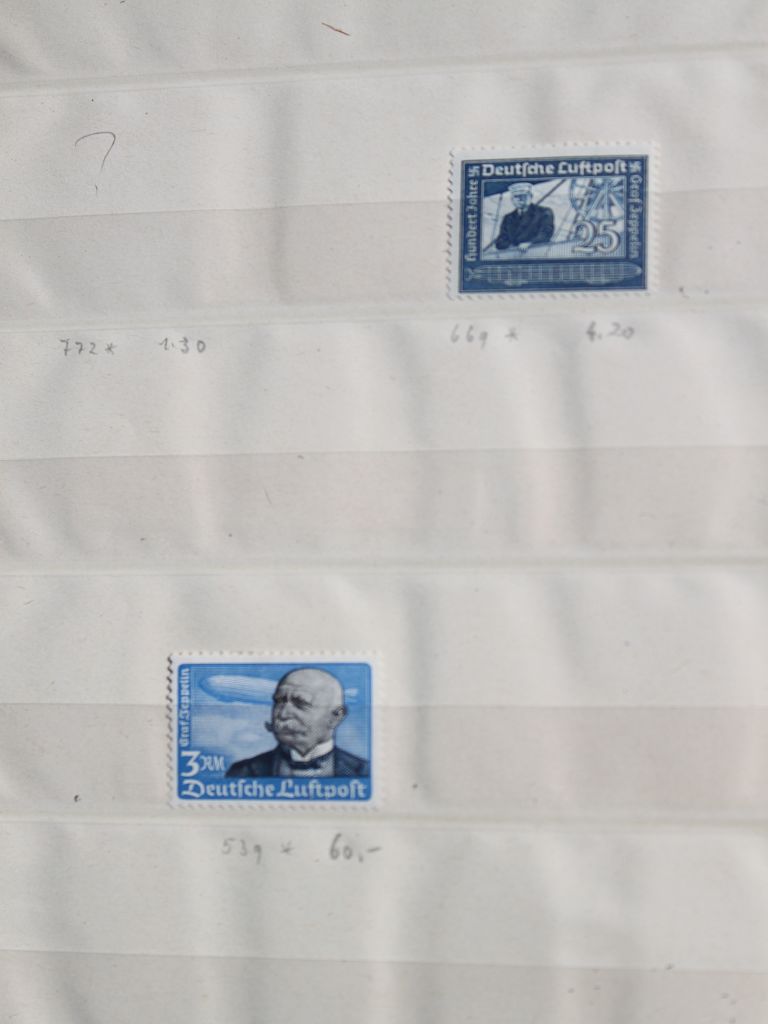 ?
Deutsche Luftpost
Hundert Jahre
Graf Zeppelin
25
772 * 1.30
669 * 4.20
Graf Zeppelin
3 RM
Deutsche Luftpost
539 * 60,-